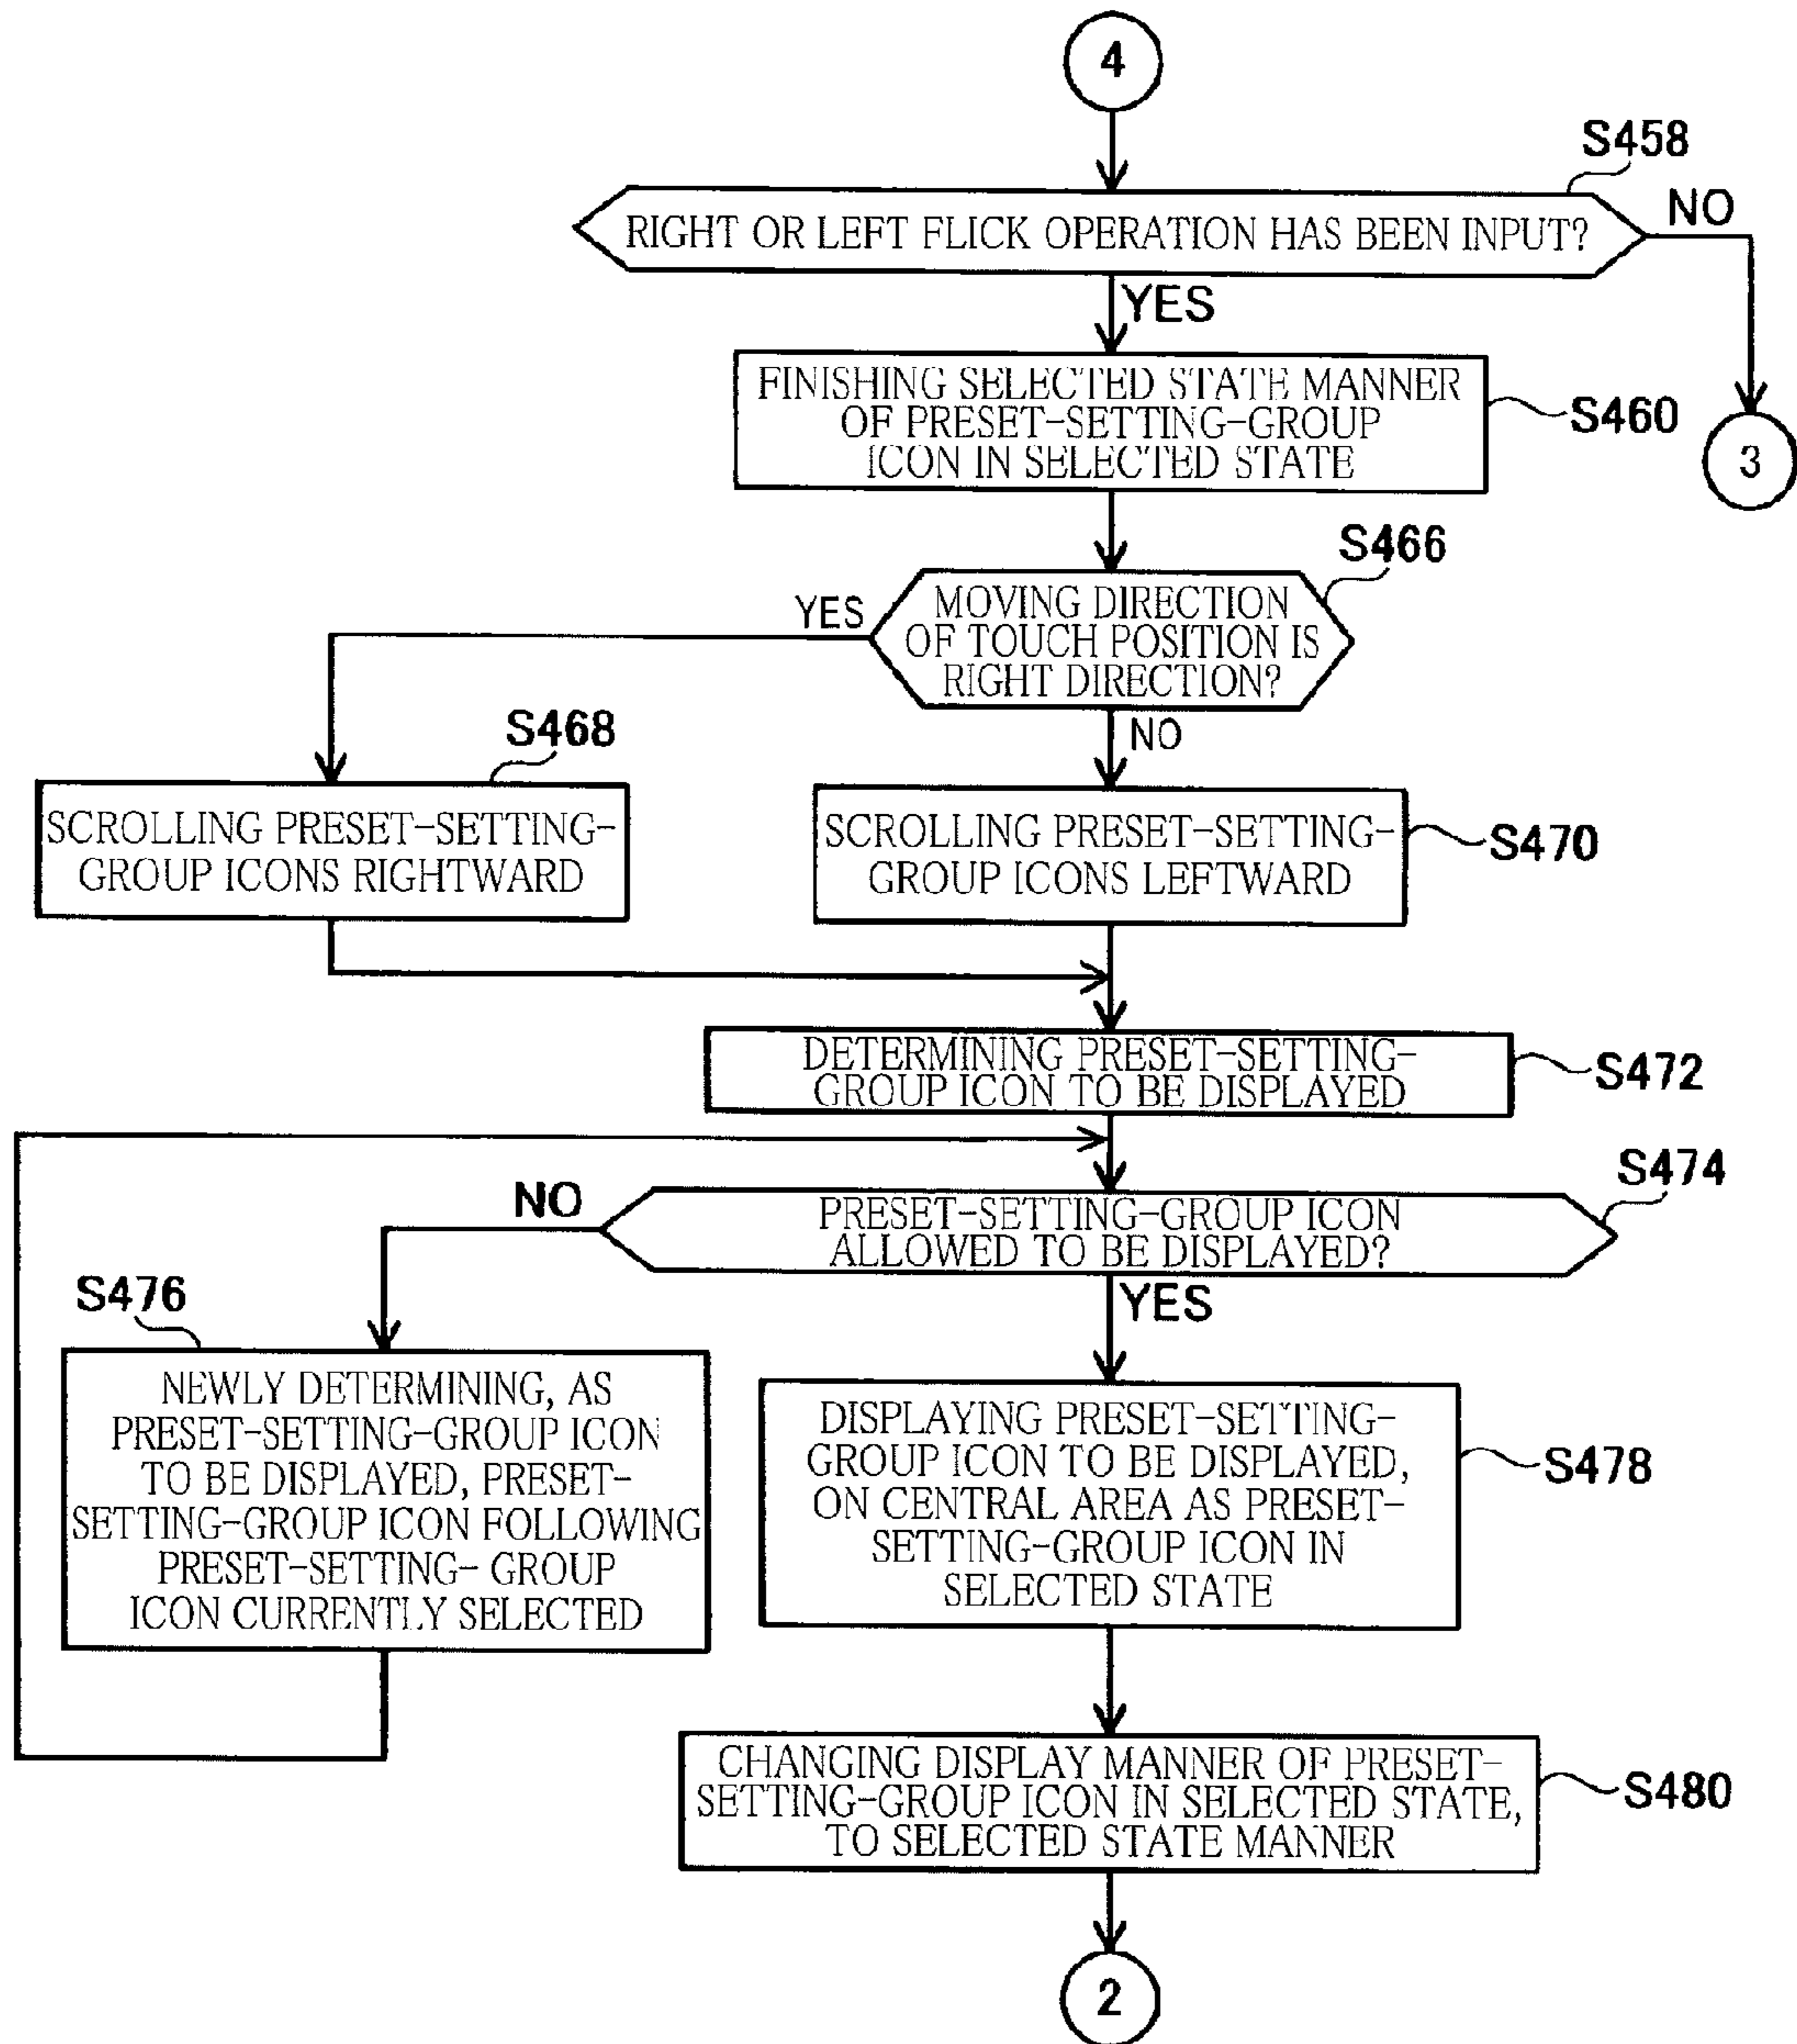 4
S458
RIGHT OR LEFT FLICK OPERATION HAS BEEN INPUT?
NO
YES
FINISHING SELECTED STATE MANNER
OF PRESET-SETTING-GROUP
ICON IN SELECTED STATE
S460
3
S466
MOVING DIRECTION
OF TOUCH POSITION IS
RIGHT DIRECTION?
YES
NO
S468
SCROLLING PRESET-SETTING-
GROUP ICONS RIGHTWARD
SCROLLING PRESET-SETTING-
GROUP ICONS LEFTWARD
S470
DETERMINING PRESET-SETTING-
GROUP ICON TO BE DISPLAYED
S472
S474
PRESET-SETTING-GROUP ICON
ALLOWED TO BE DISPLAYED?
NO
YES
S476
NEWLY DETERMINING, AS
PRESET-SETTING-GROUP ICON
TO BE DISPLAYED, PRESET-
SETTING-GROUP ICON FOLLOWING
PRESET-SETTING- GROUP
ICON CURRENTLY SELECTED
DISPLAYING PRESET-SETTING-
GROUP ICON TO BE DISPLAYED,
ON CENTRAL AREA AS PRESET-
SETTING-GROUP ICON IN
SELECTED STATE
S478
CHANGING DISPLAY MANNER OF PRESET-
SETTING-GROUP ICON IN SELECTED STATE,
TO SELECTED STATE MANNER
S480
2